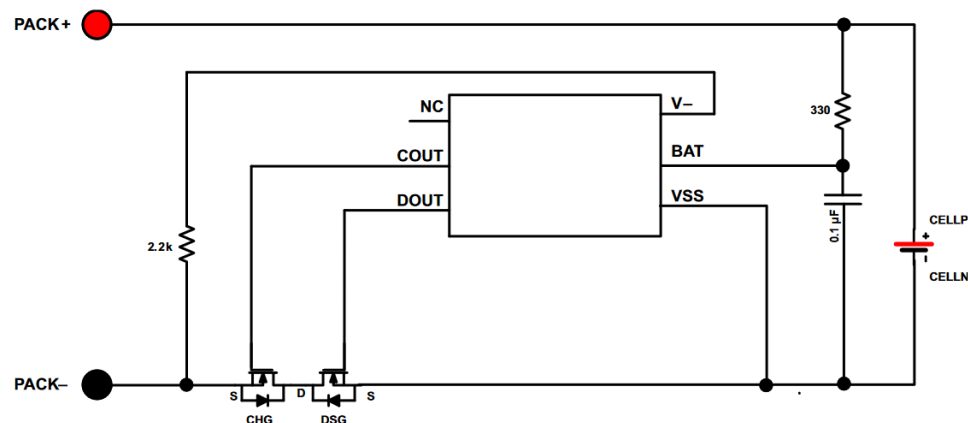 PACK+
NC
V–
330
COUT
BAT
DOUT
VSS
0.1 µF
CELLP
+
-
CELLN
2.2k
PACK–
S
D
S
CHG
DSG